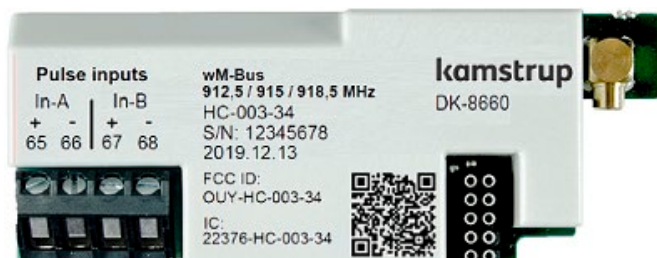 Pulse inputs
In-A In-B
+ - + -
65 66 67 68
wM-Bus
912,5 / 915 / 918,5 MHz
HC-003-34
S/N: 12345678
2019.12.13
FCC ID:
OUY-HC-003-34
IC:
22376-HC-003-34
kamstrup
DK-8660